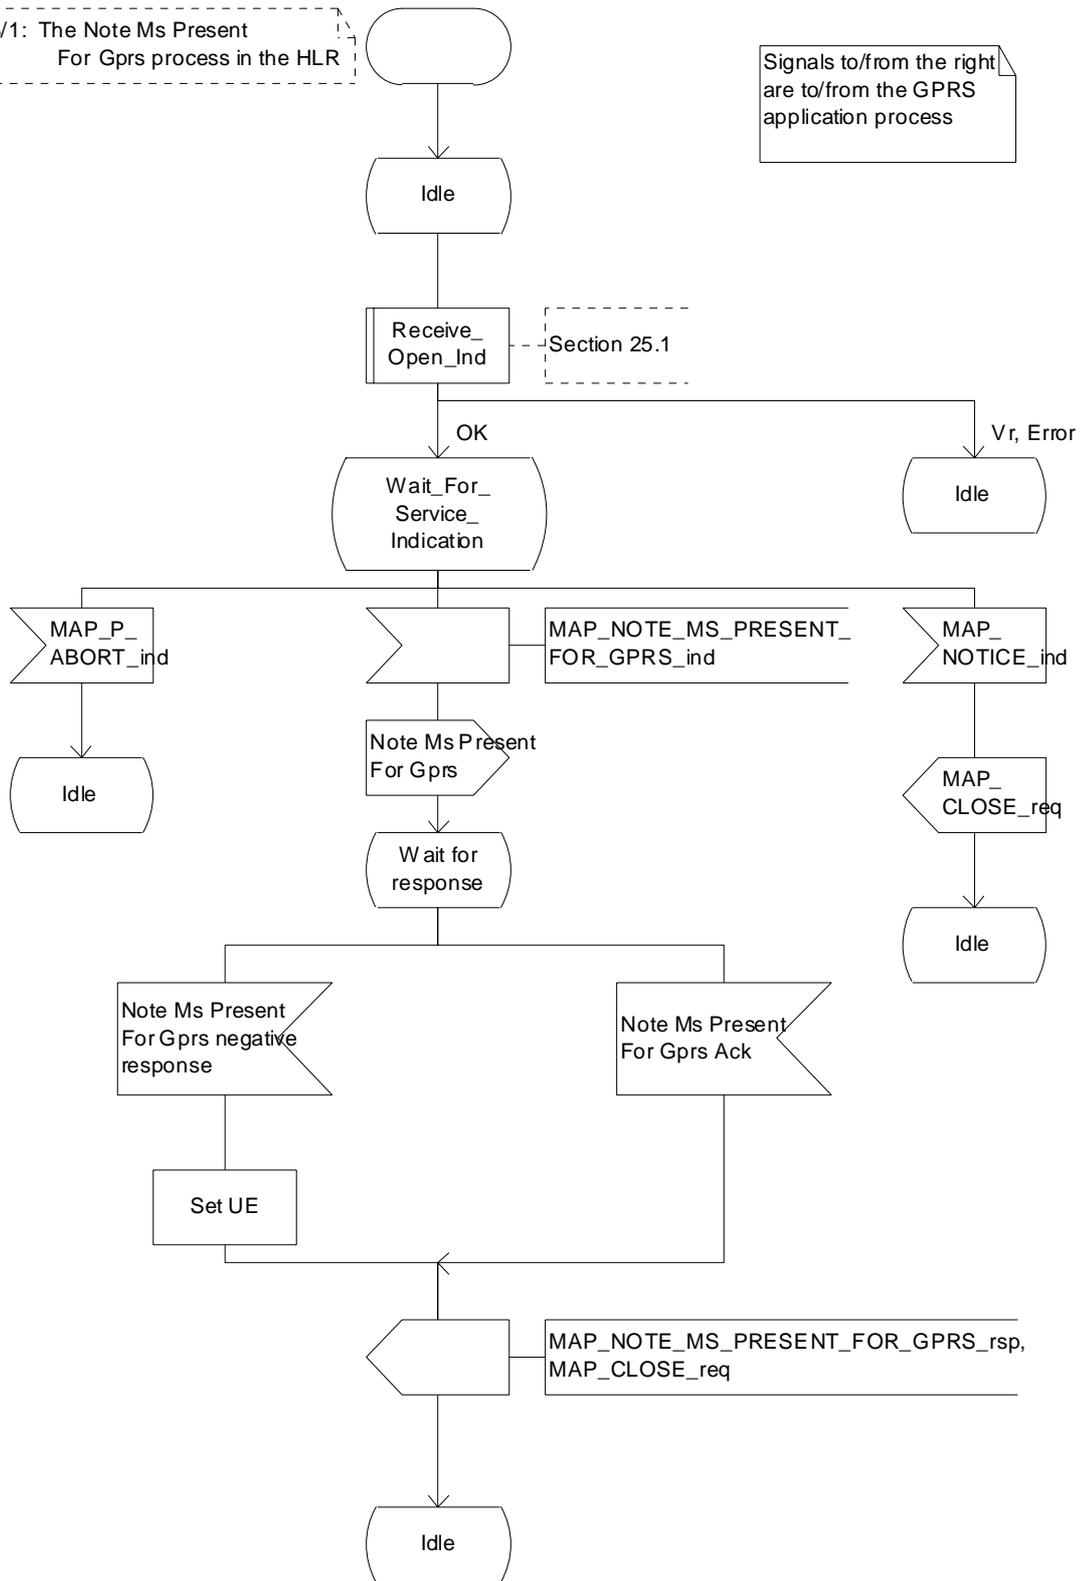 /1: The Note Ms Present
For Gprs process in the HLR
Signals to/from the right
are to/from the GPRS
application process
Idle
Receive_
Open_Ind
Section 25.1
OK
Vr, Error
Wait_For_
Service_
Indication
Idle
MAP_P_
ABORT_ind
MAP_NOTE_MS_PRESENT_
FOR_GPRS_ind
MAP_
NOTICE_ind
Note Ms Present
For Gprs
Idle
MAP_
CLOSE_req
Wait for
response
Idle
Note Ms Present
For Gprs negative
response
Note Ms Present
For Gprs Ack
Set UE
MAP_NOTE_MS_PRESENT_FOR_GPRS_rsp,
MAP_CLOSE_req
Idle